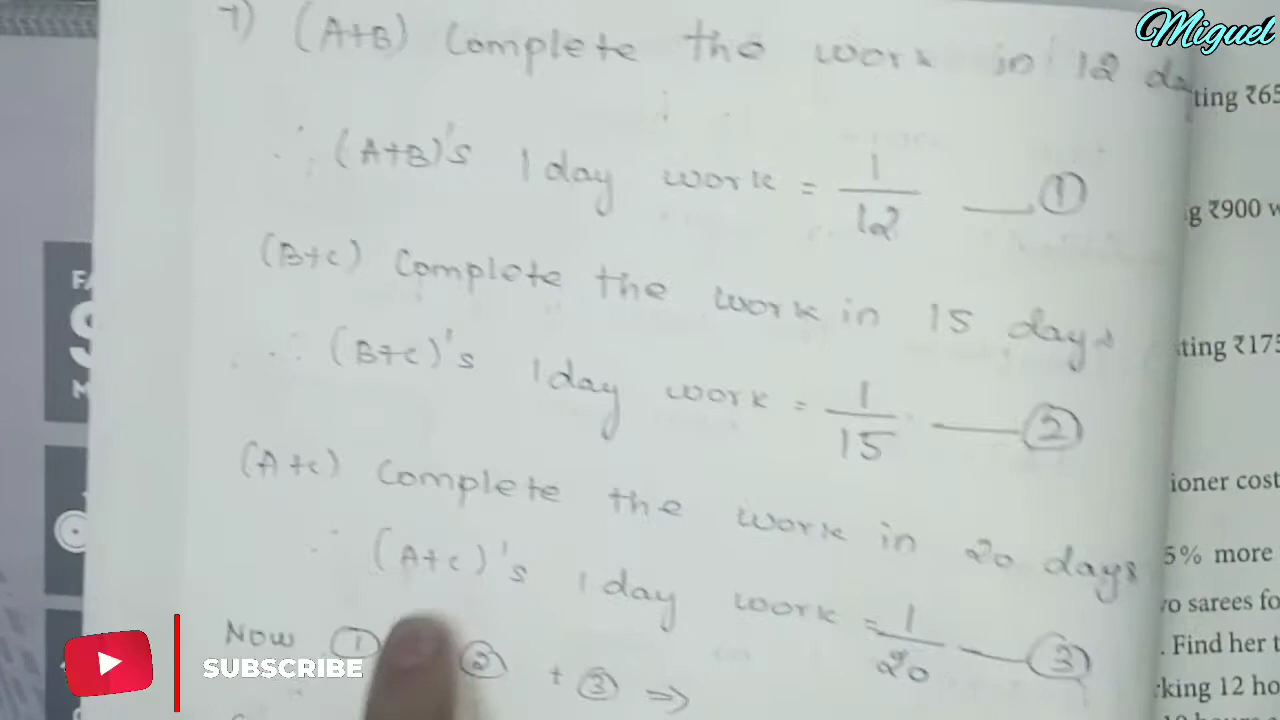 7) (A+B) Complete the work in 12
∴ (A+B)'s 1 day work = 1/12 — ①
(B+C) Complete the work in 15 days
∴ (B+C)'s 1 day work = 1/15 — ②
(A+C) Complete the work in 20 days
∴ (A+C)'s 1 day work = 1/20 — ③
Now ① ② + ③ ⇒
Miguel
SUBSCRIBE
ting ₹65
g ₹900 w
ting ₹175
ioner cost
5% more
o sarees fo
. Find her t
king 12 ho